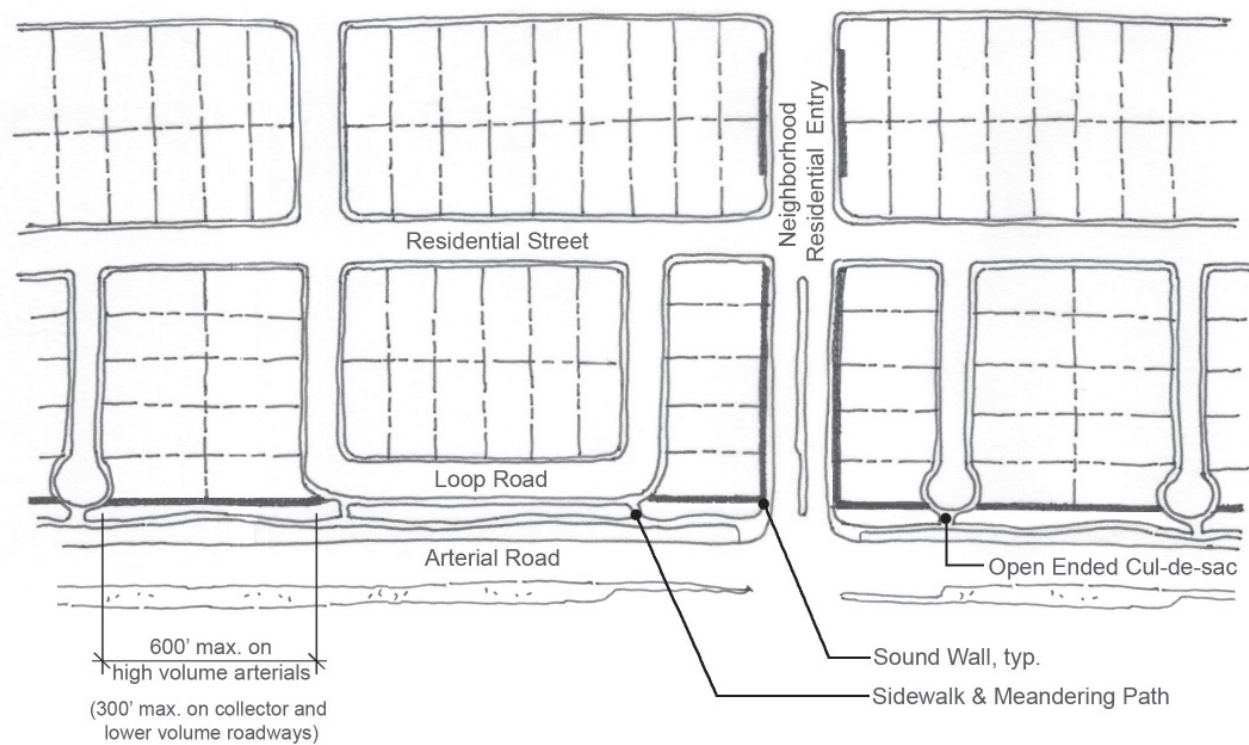 Neighborhood
Residential Entry
Residential Street
Loop Road
Arterial Road
Open Ended Cul-de-sac
600’ max. on
high volume arterials
(300’ max. on collector and
lower volume roadways)
Sound Wall, typ.
Sidewalk & Meandering Path